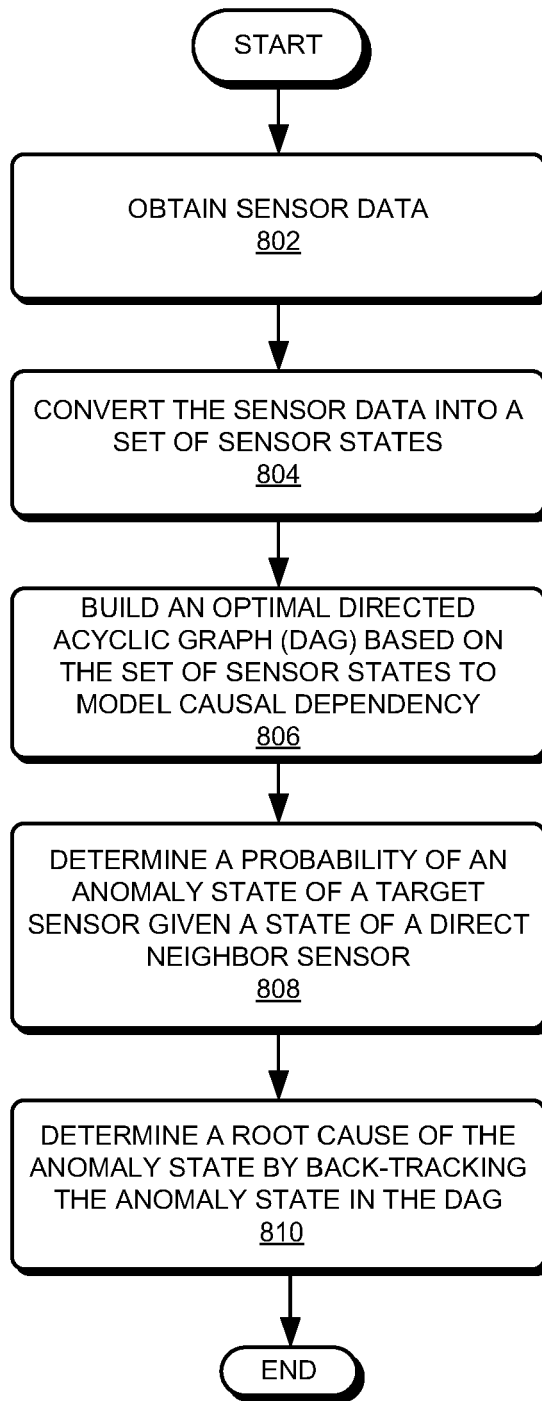 START
OBTAIN SENSOR DATA
802
CONVERT THE SENSOR DATA INTO A
SET OF SENSOR STATES
804
BUILD AN OPTIMAL DIRECTED
ACYCLIC GRAPH (DAG) BASED ON
THE SET OF SENSOR STATES TO
MODEL CAUSAL DEPENDENCY
806
DETERMINE A PROBABILITY OF AN
ANOMALY STATE OF A TARGET
SENSOR GIVEN A STATE OF A DIRECT
NEIGHBOR SENSOR
808
DETERMINE A ROOT CAUSE OF THE
ANOMALY STATE BY BACK-TRACKING
THE ANOMALY STATE IN THE DAG
810
END